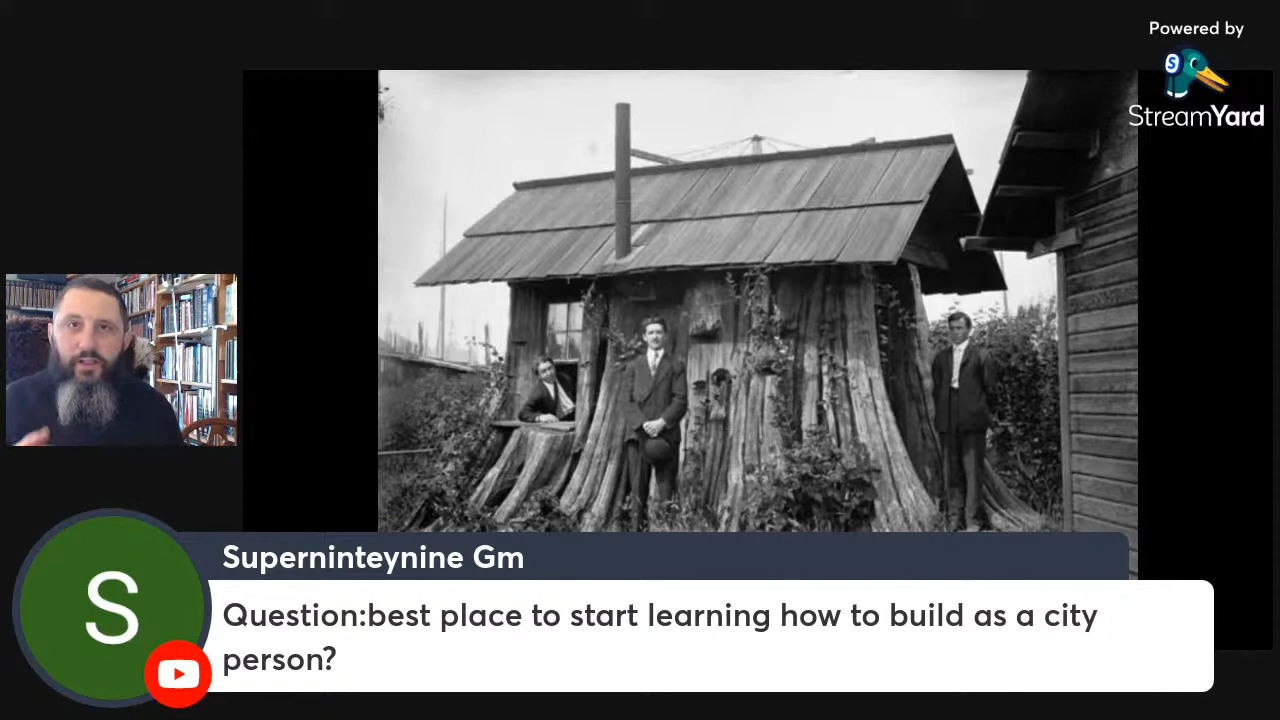 Powered by
S
StreamYard
S
Superninteynine Gm
Question:best place to start learning how to build as a city
person?